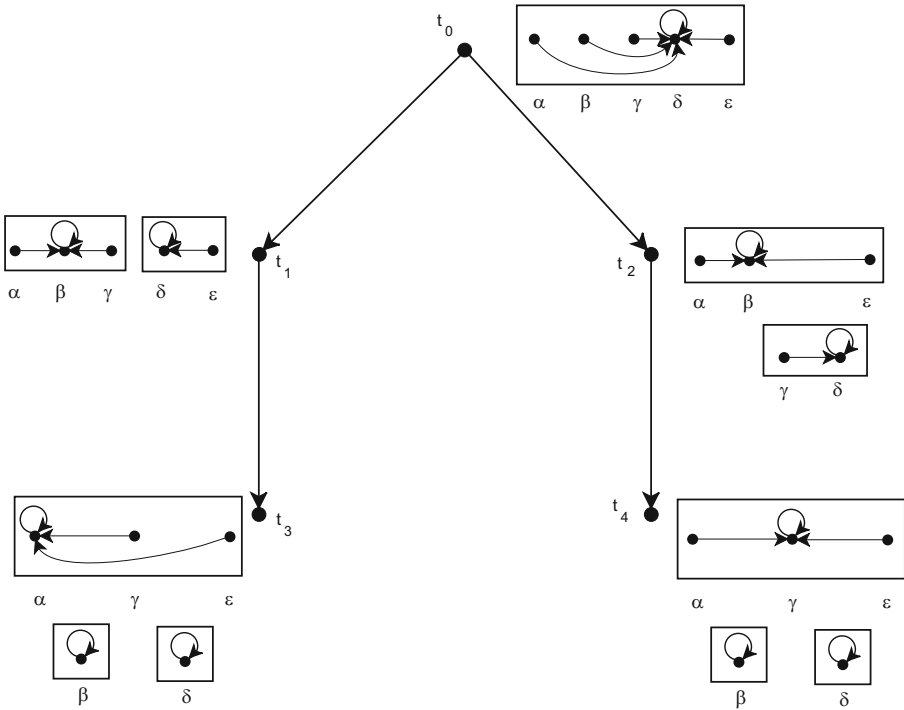 t0
α β γ δ ε
α β γ δ ε
t1
t2
α β ε
γ δ
t3
t4
α γ ε
α γ ε
β δ
β δ